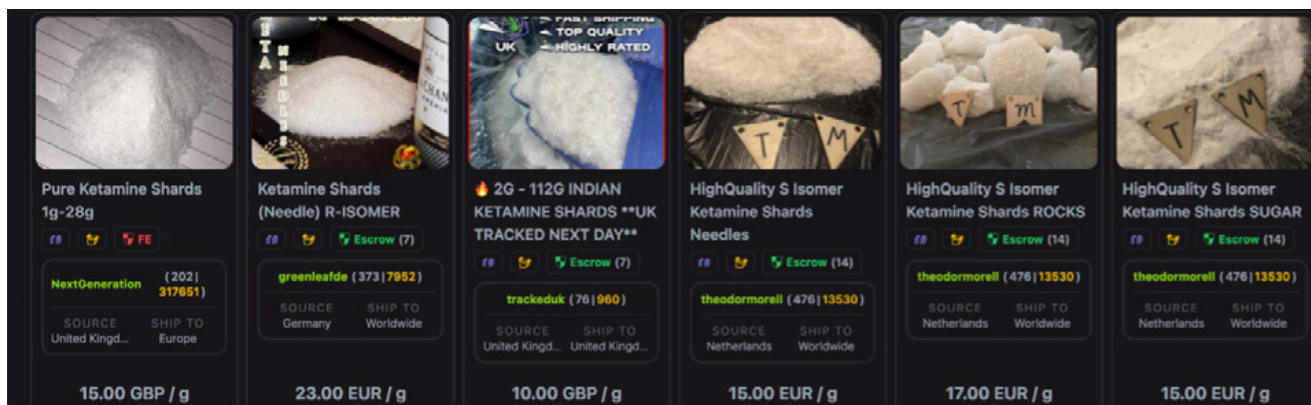 META NEEDLES
UK
FAST SHIPPING
TOP QUALITY
HIGHLY RATED
T M
T m
T M
Pure Ketamine Shards
1g-28g
FE
NextGeneration (202|
317651)
SOURCE SHIP TO
United Kingd... Europe
15.00 GBP / g
Ketamine Shards
(Needle) R-ISOMER
Escrow (7)
greenleafde (373|7952)
SOURCE SHIP TO
Germany Worldwide
23.00 EUR / g
🔥 2G - 112G INDIAN
KETAMINE SHARDS **UK
TRACKED NEXT DAY**
Escrow (7)
trackeduk (76|960)
SOURCE SHIP TO
United Kingd... United Kingd...
10.00 GBP / g
HighQuality S Isomer
Ketamine Shards
Needles
Escrow (14)
theodormorell (476|13530)
SOURCE SHIP TO
Netherlands Worldwide
15.00 EUR / g
HighQuality S Isomer
Ketamine Shards ROCKS
Escrow (14)
theodormorell (476|13530)
SOURCE SHIP TO
Netherlands Worldwide
17.00 EUR / g
HighQuality S Isomer
Ketamine Shards SUGAR
Escrow (14)
theodormorell (476|13530)
SOURCE SHIP TO
Netherlands Worldwide
15.00 EUR / g